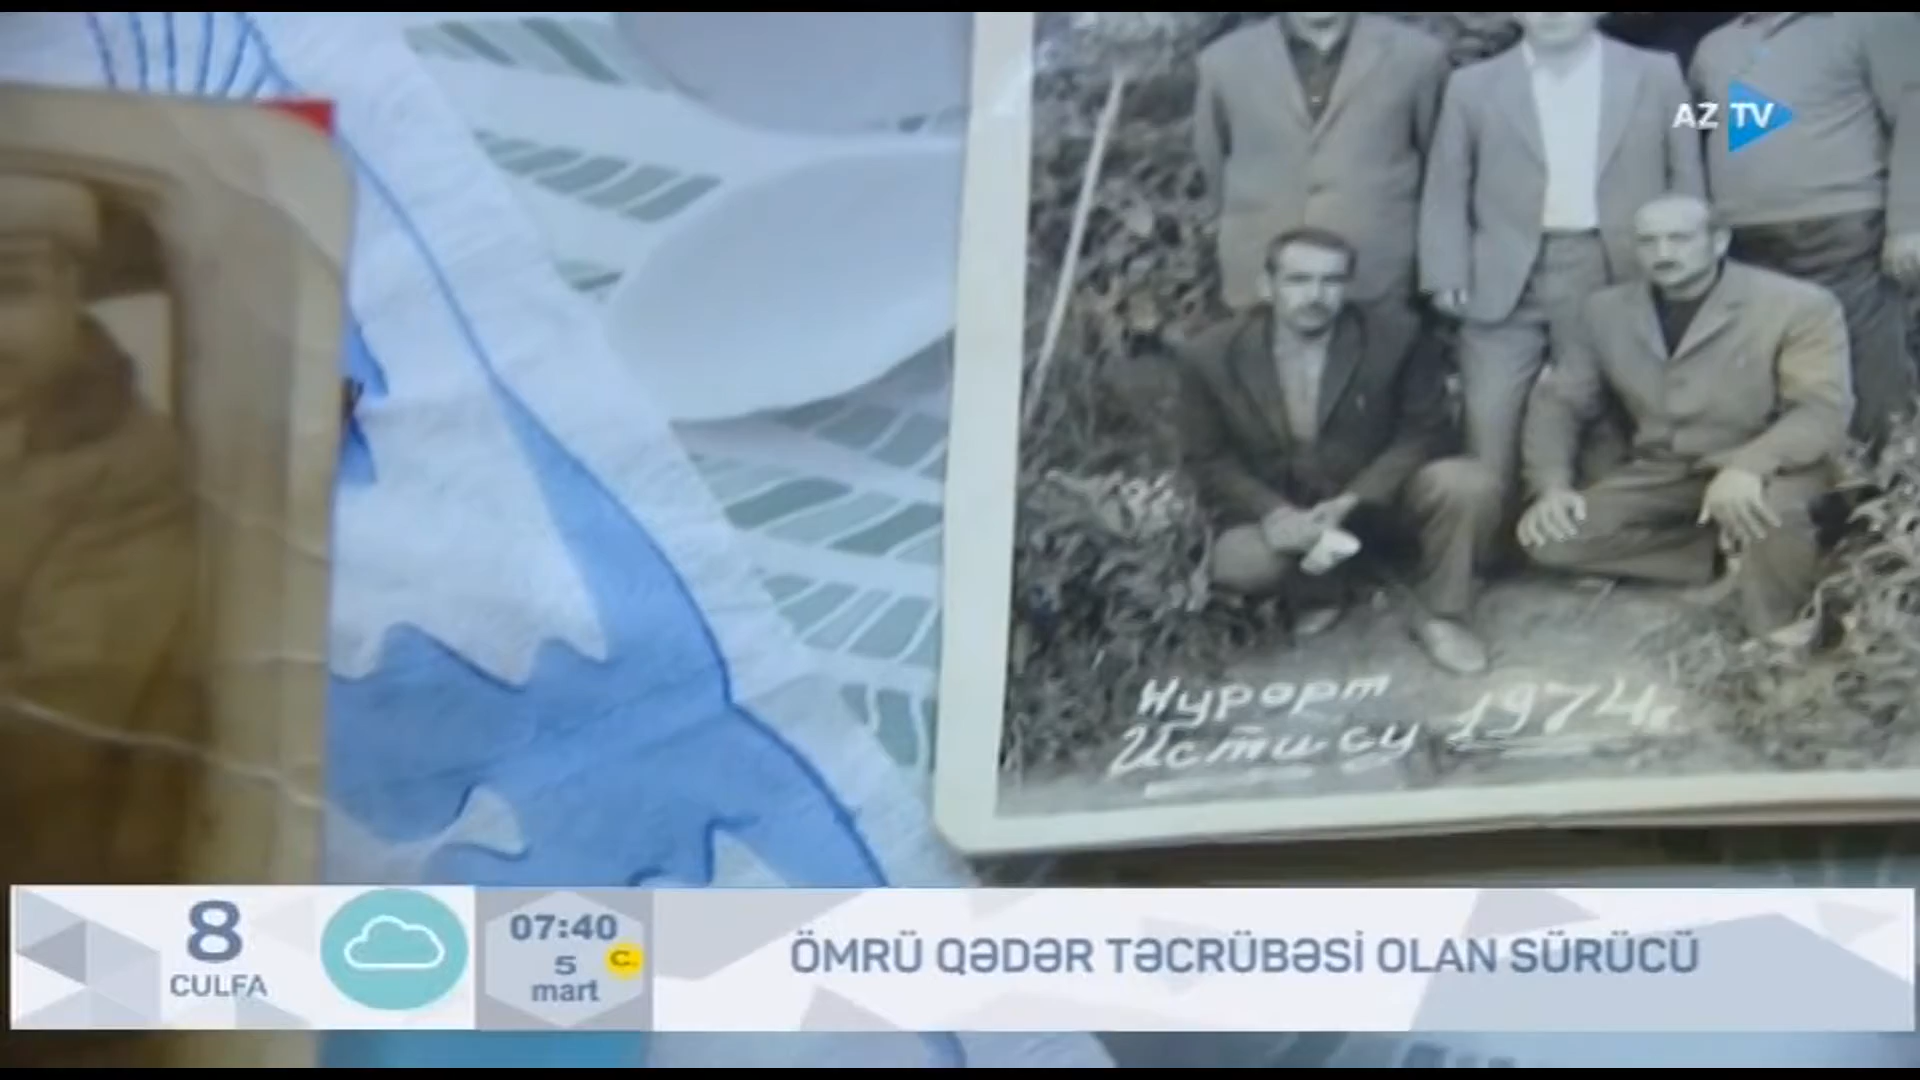 AZ TV
Курорт
Истису 1974г
8
CULFA
07:40
5
mart
C.
ÖMRÜ QƏDƏR TƏCRÜBƏSİ OLAN SÜRÜCÜ